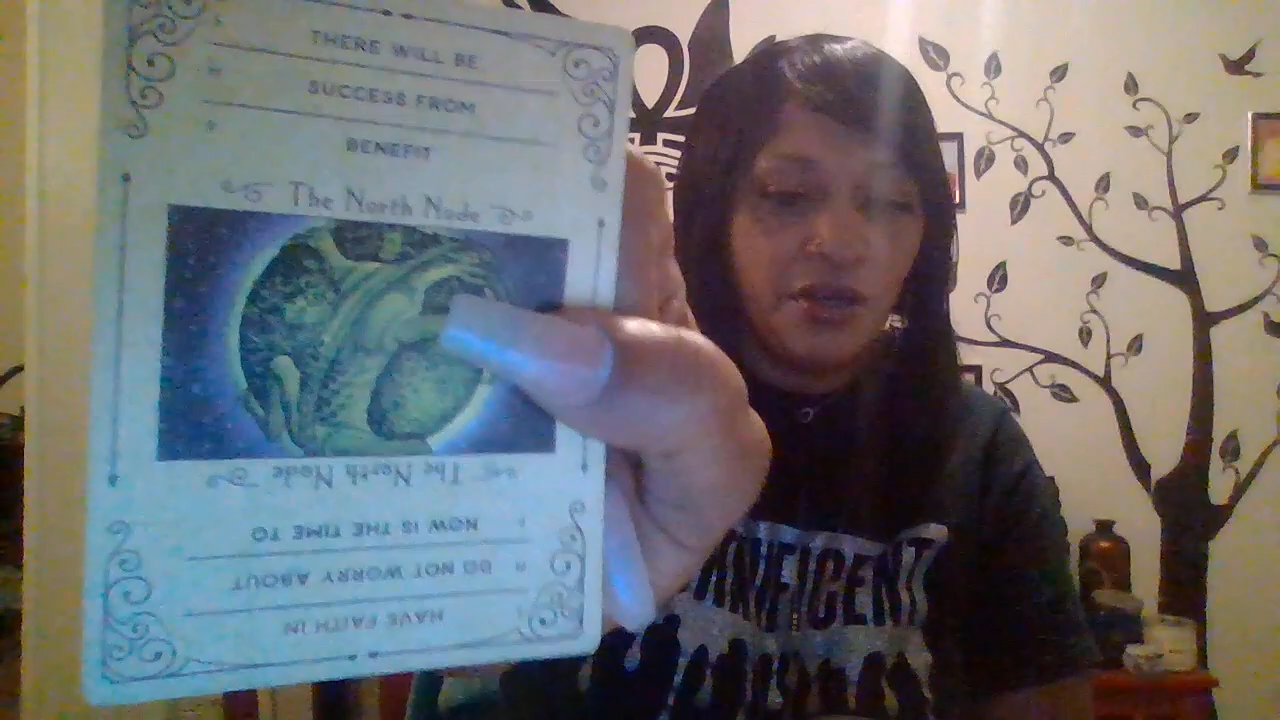 THERE WILL BE
SUCCESS FROM
BENEFIT
The North Node
The North Node
NOW IS THE TIME TO
DO NOT WORRY ABOUT
HAVE FAITH IN